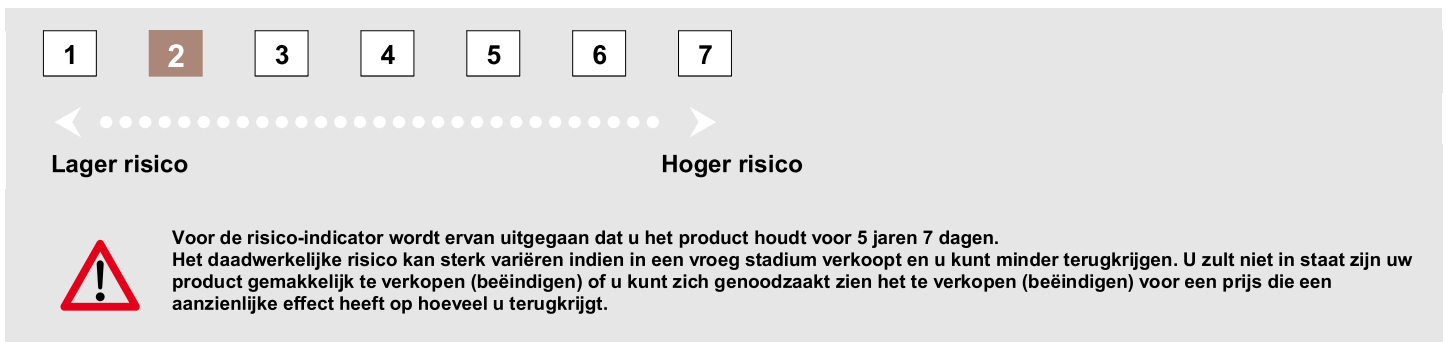 1 2 3 4 5 6 7
Lager risico Hoger risico
Voor de risico-indicator wordt ervan uitgegaan dat u het product houdt voor 5 jaren 7 dagen.
Het daadwerkelijke risico kan sterk variëren indien in een vroeg stadium verkoopt en u kunt minder terugkrijgen. U zult niet in staat zijn uw
product gemakkelijk te verkopen (beëindigen) of u kunt zich genoodzaakt zien het te verkopen (beëindigen) voor een prijs die een
aanzienlijke effect heeft op hoeveel u terugkrijgt.